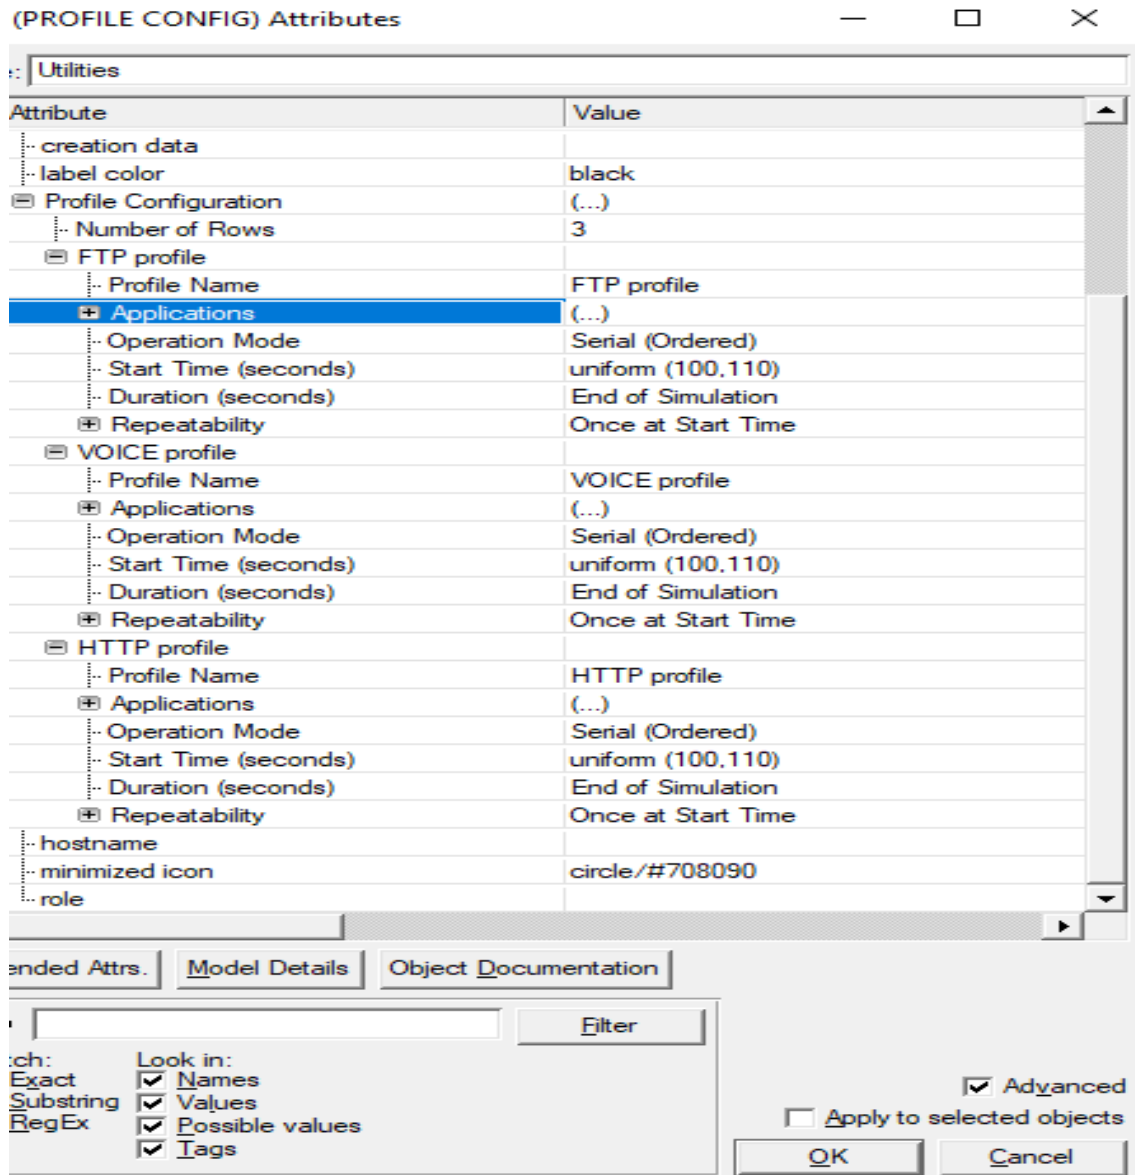 (PROFILE CONFIG) Attributes
e: Utilities
Attribute Value
creation data
label color black
Profile Configuration (...)
Number of Rows 3
FTP profile
Profile Name FTP profile
Applications (...)
Operation Mode Serial (Ordered)
Start Time (seconds) uniform (100,110)
Duration (seconds) End of Simulation
Repeatability Once at Start Time
VOICE profile
Profile Name VOICE profile
Applications (...)
Operation Mode Serial (Ordered)
Start Time (seconds) uniform (100,110)
Duration (seconds) End of Simulation
Repeatability Once at Start Time
HTTP profile
Profile Name HTTP profile
Applications (...)
Operation Mode Serial (Ordered)
Start Time (seconds) uniform (100,110)
Duration (seconds) End of Simulation
Repeatability Once at Start Time
hostname
minimized icon circle/#708090
role
ended Attrs. Model Details Object Documentation
Filter
tch: Look in:
Exact Names
Substring Values
RegEx Possible values
Tags
Advanced
Apply to selected objects
OK Cancel